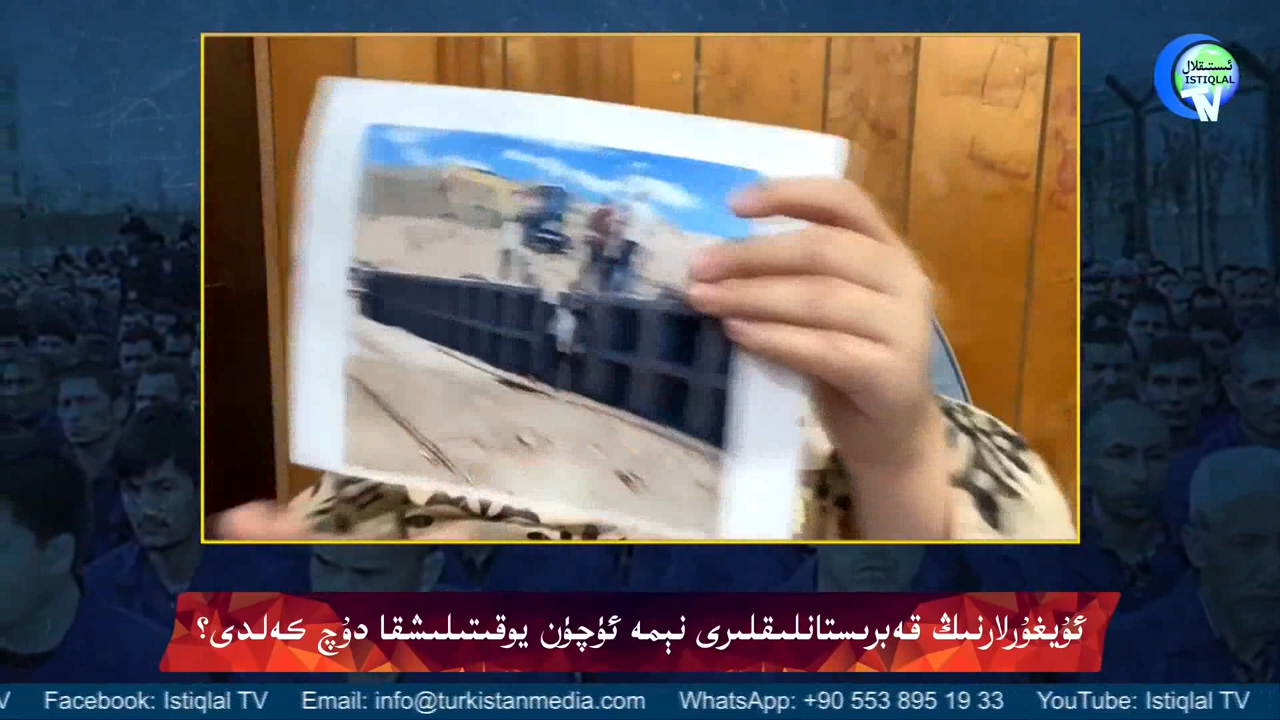 ئىستىقلال
ISTIQLAL
TV
ئۇيغۇرلارنىڭ قەبرىستانلىقلىرى نېمە ئۈچۈن يوقىتىلىشقا دۇچ كەلدى؟
V Facebook: Istiqlal TV Email: info@turkistanmedia.com WhatsApp: +90 553 895 19 33 YouTube: Istiqlal TV